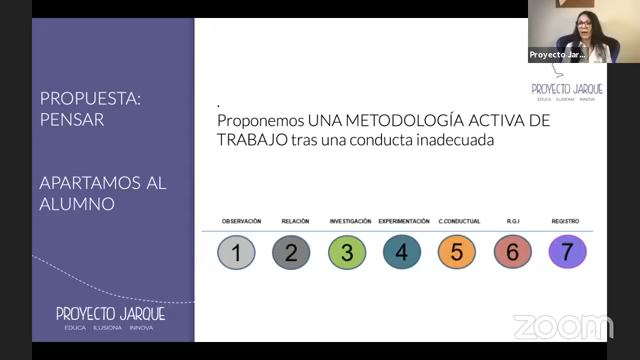 PROPUESTA:
PENSAR
APARTAMOS AL
ALUMNO
PROYECTO JARQUE
EDUCA ILUSIONA INNOVA
Proyecto Jar...
PROYECTO JARQUE
EDUCA ILUSIONA INNOVA
.
Proponemos UNA METODOLOGÍA ACTIVA DE
TRABAJO tras una conducta inadecuada
OBSERVACIÓN RELACIÓN INVESTIGACIÓN EXPERIMENTACIÓN C.CONDUCTUAL R.G.I REGISTRO
1 2 3 4 5 6 7
zoom